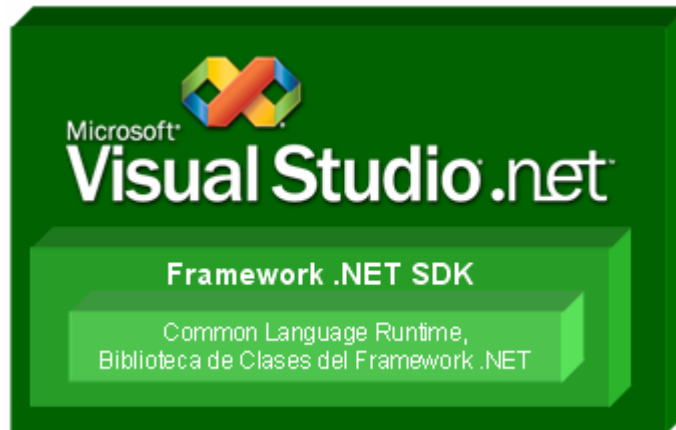 Microsoft
Visual Studio .net
Framework .NET SDK
Common Language Runtime,
Biblioteca de Clases del Framework .NET